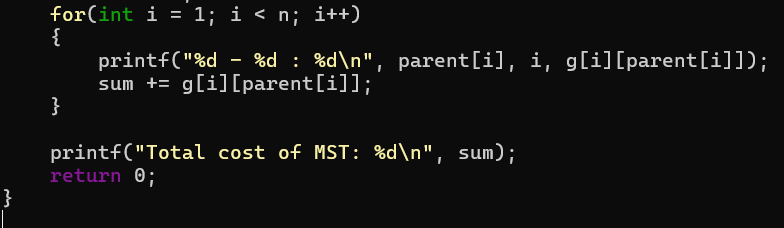 for(int i = 1; i < n; i++)
{
printf("%d - %d : %d\n", parent[i], i, g[i][parent[i]]);
sum += g[i][parent[i]];
}
printf("Total cost of MST: %d\n", sum);
return 0;
}